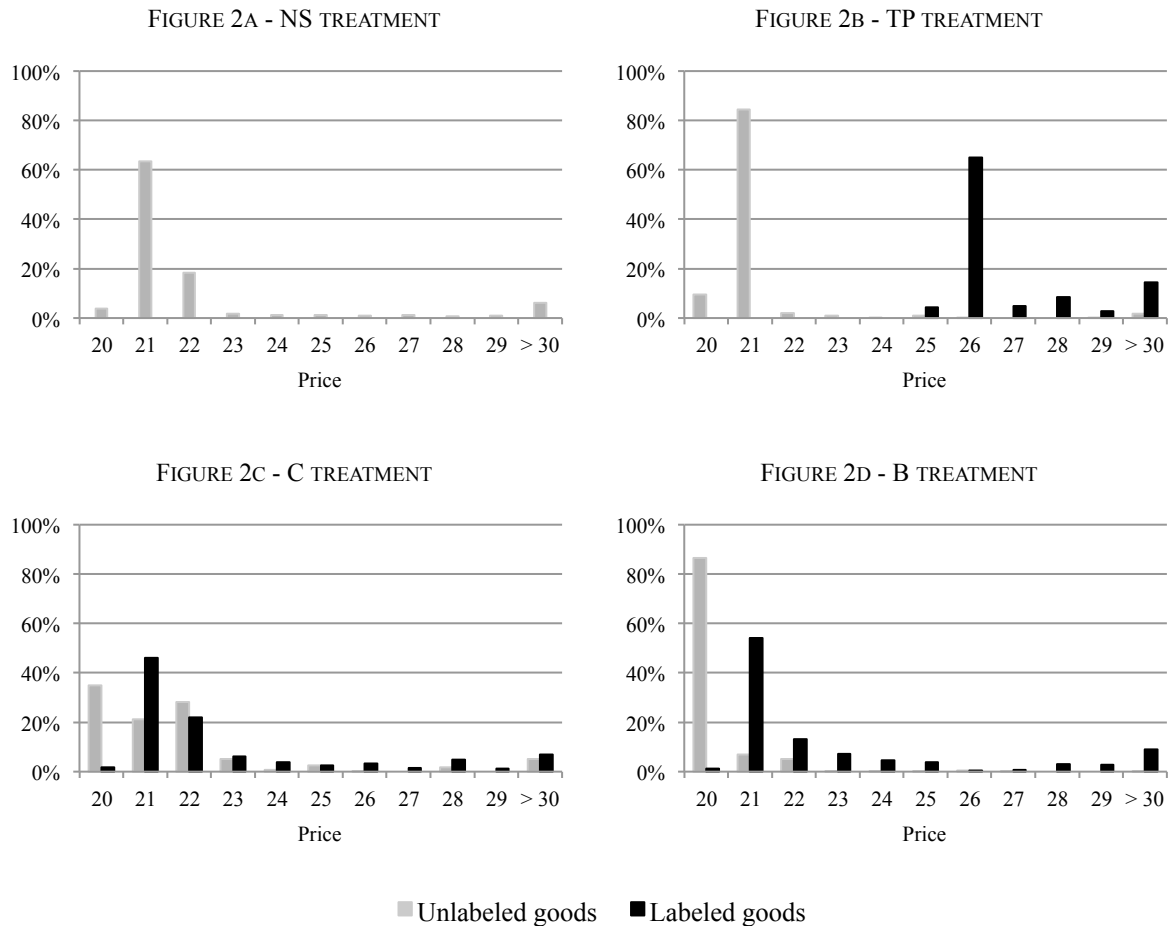 FIGURE 2A - NS TREATMENT
100%
80%
60%
40%
20%
0%
20 21 22 23 24 25 26 27 28 29 > 30
Price
FIGURE 2B - TP TREATMENT
100%
80%
60%
40%
20%
0%
20 21 22 23 24 25 26 27 28 29 > 30
Price
FIGURE 2C - C TREATMENT
100%
80%
60%
40%
20%
0%
20 21 22 23 24 25 26 27 28 29 > 30
Price
FIGURE 2D - B TREATMENT
100%
80%
60%
40%
20%
0%
20 21 22 23 24 25 26 27 28 29 > 30
Price
Unlabeled goods Labeled goods